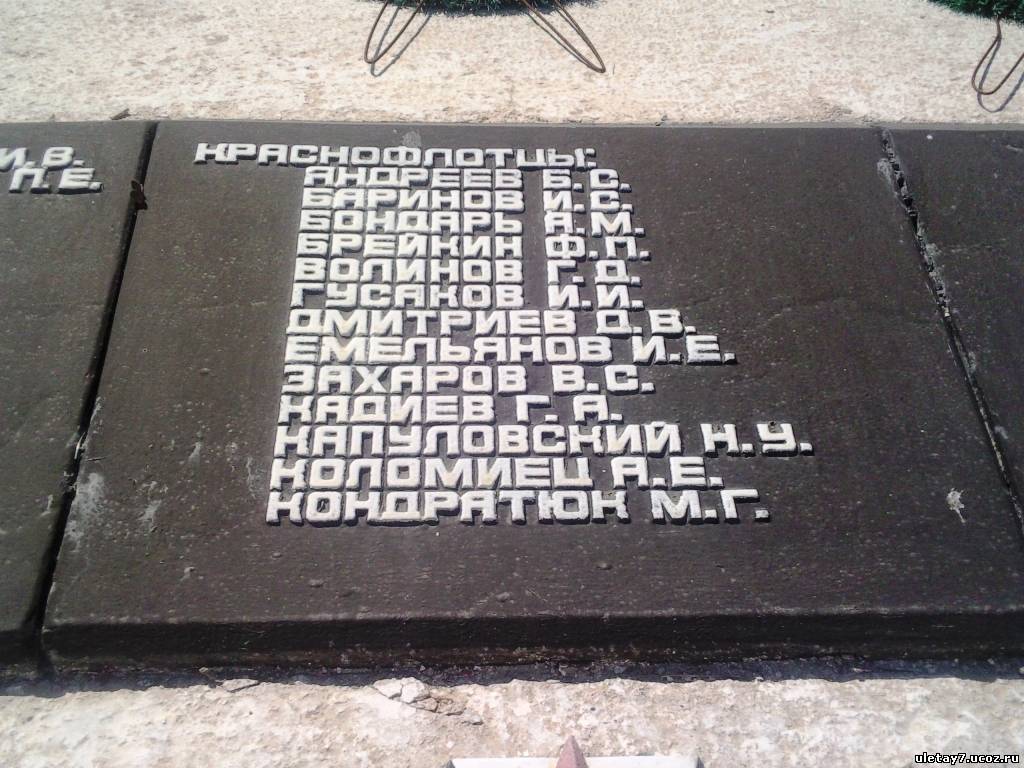 И.В.
П.Е.
КРАСНОФЛОТЦЫ:
АНДРЕЕВ Б.С.
БАРИНОВ И.С.
БОНДАРЬ А.М.
БРЕЙКИН Ф.П.
ВОЛИНОВ Г.Д.
ГУСАКОВ И.И.
ДМИТРИЕВ Д.В.
ЕМЕЛЬЯНОВ И.Е.
ЗАХАРОВ В.С.
КАДИЕВ Г.А.
КАПУЛОВСКИЙ Н.У.
КОЛОМИЕЦ А.Е.
КОНДРАТЮК М.Г.
uletay7.ucoz.ru